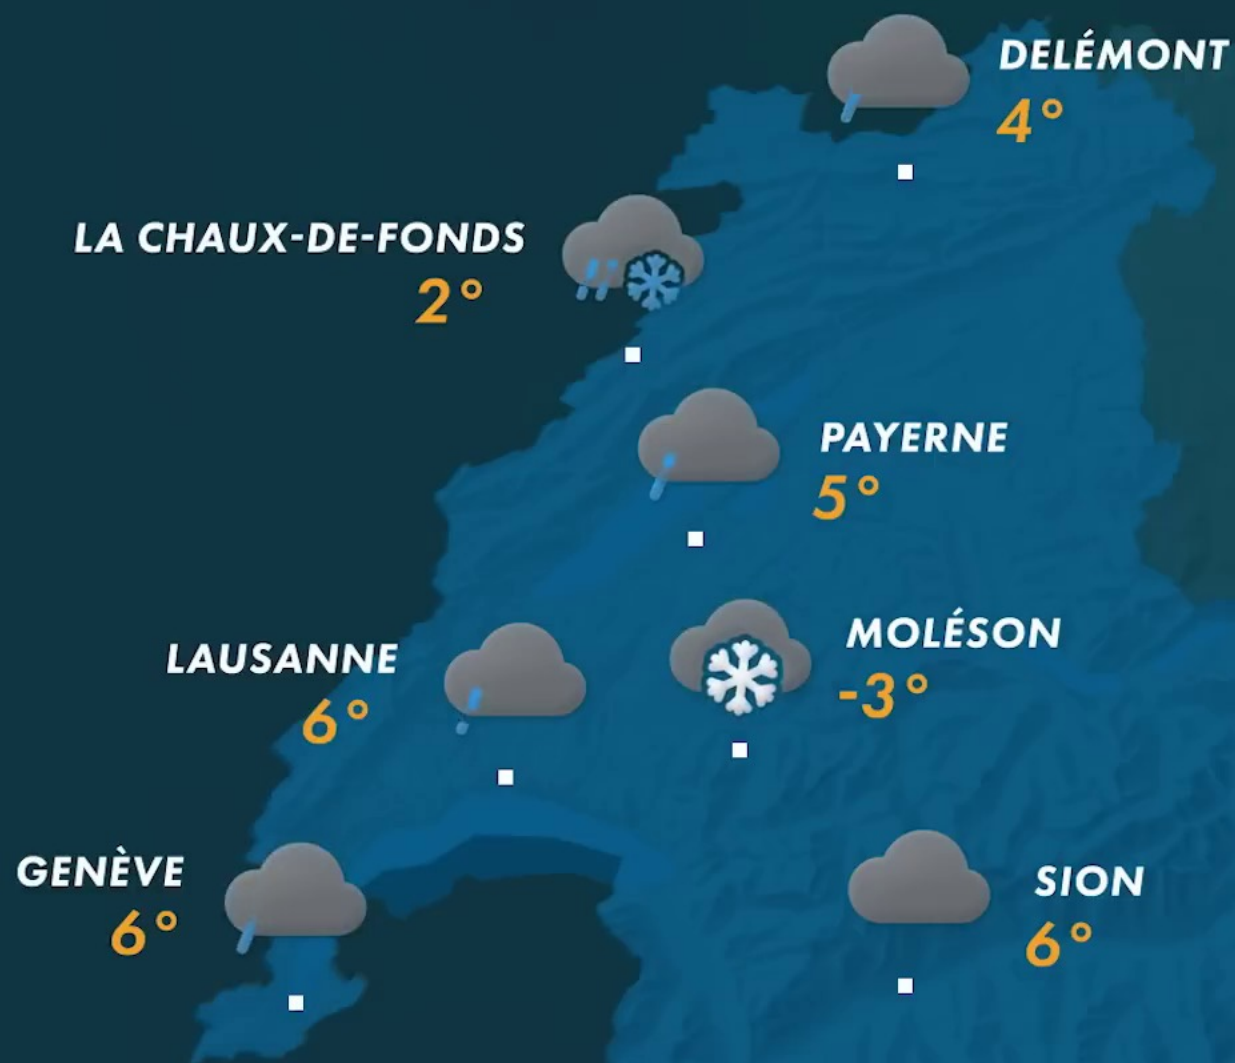 DELÉMONT
4°
LA CHAUX-DE-FONDS
2°
PAYERNE
5°
MOLÉSON
-3°
LAUSANNE
6°
GENÈVE
6°
SION
6°